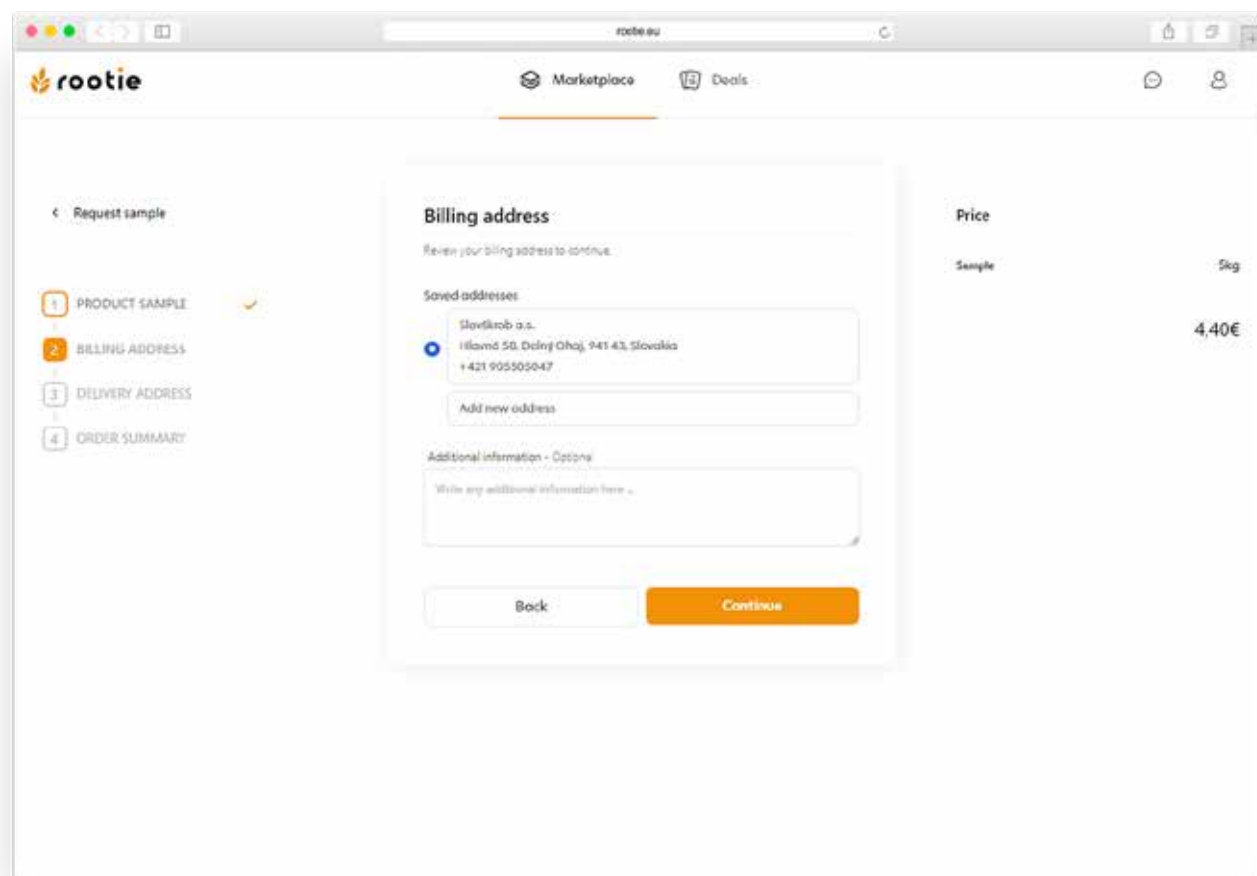 rootie.eu
rootie
Marketplace
Deals
Request sample
1 PRODUCT SAMPLE
2 BILLING ADDRESS
3 DELIVERY ADDRESS
4 ORDER SUMMARY
Billing address
Review your billing address to continue.
Saved addresses
Slovškrob a.s.
Hlavná 50, Dolný Ohaj, 941 43, Slovakia
+421 905505047
Add new address
Additional information - Optional
Write any additional information here ...
Back
Continue
Price
Sample 5kg
4,40€